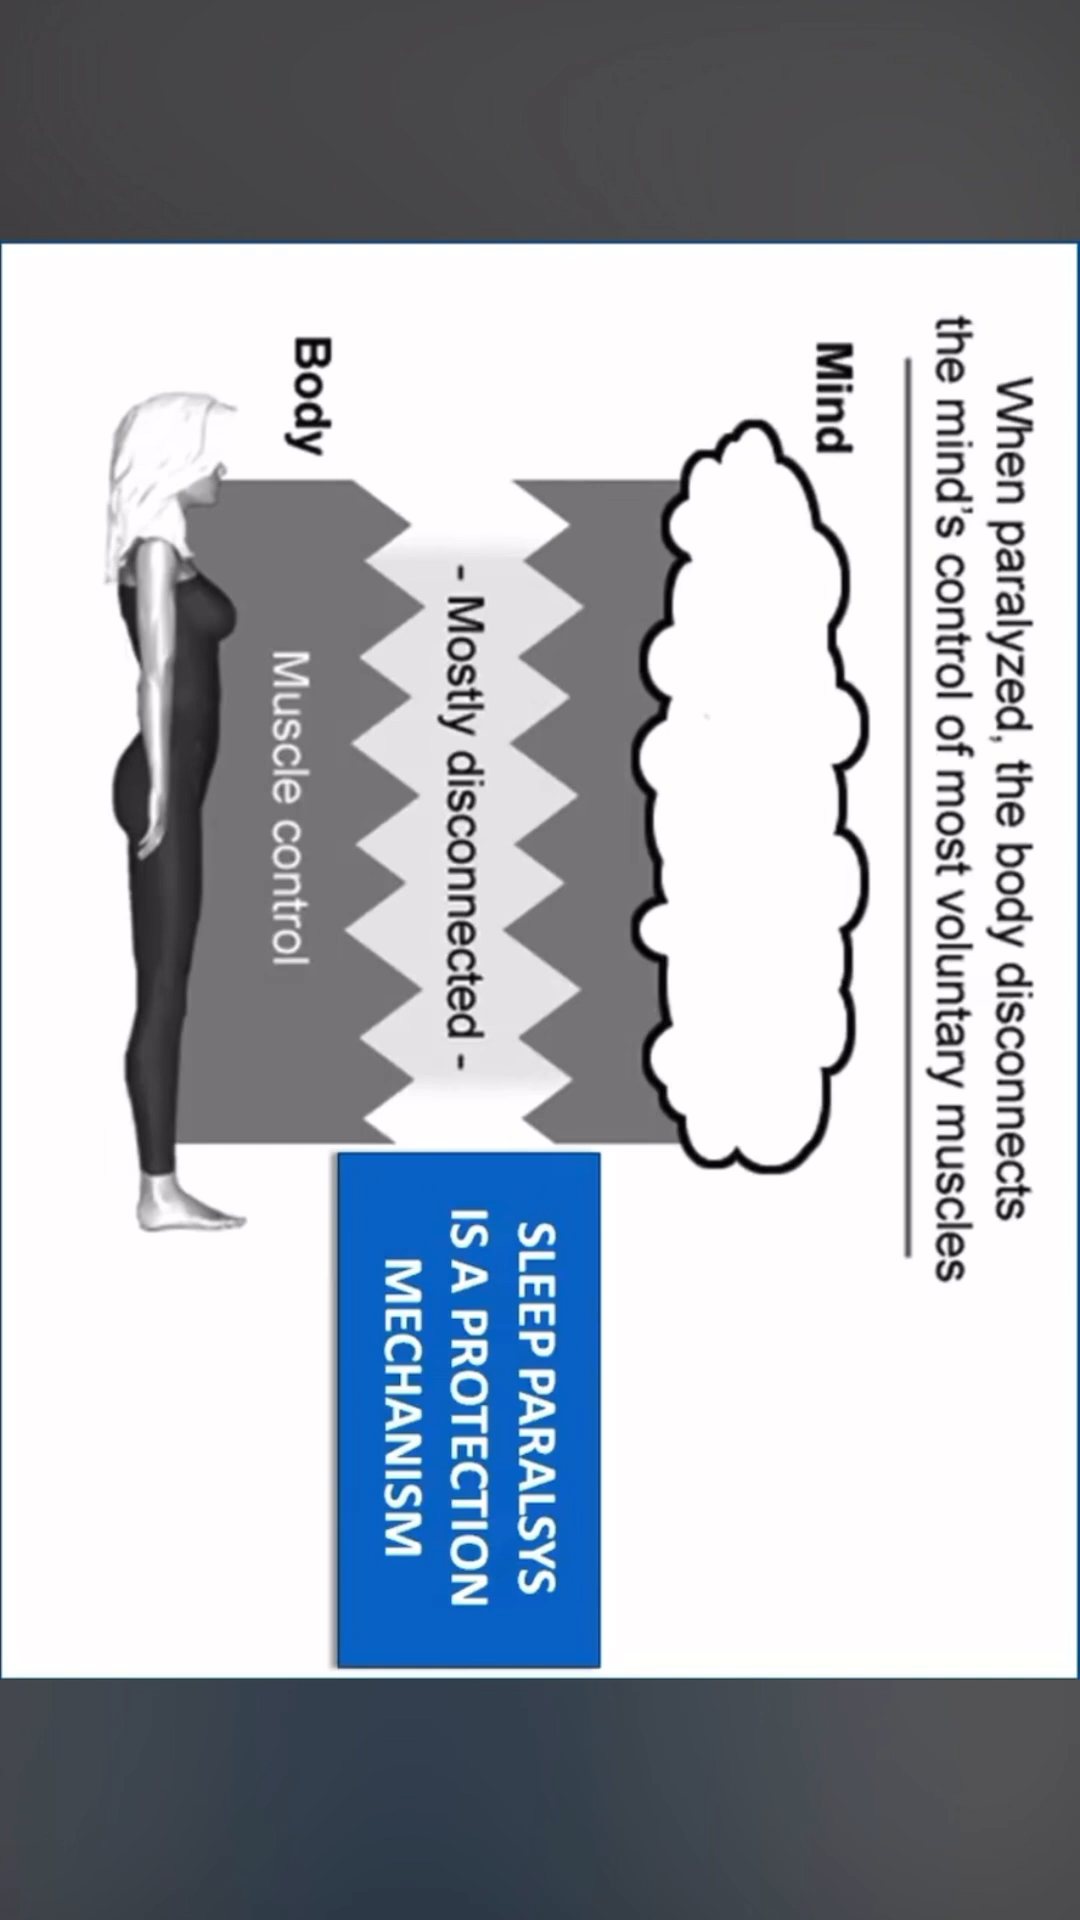 When paralyzed, the body disconnects
the mind's control of most voluntary muscles
Mind
- Mostly disconnected -
Body
Muscle control
SLEEP PARALSYS
IS A PROTECTION
MECHANISM